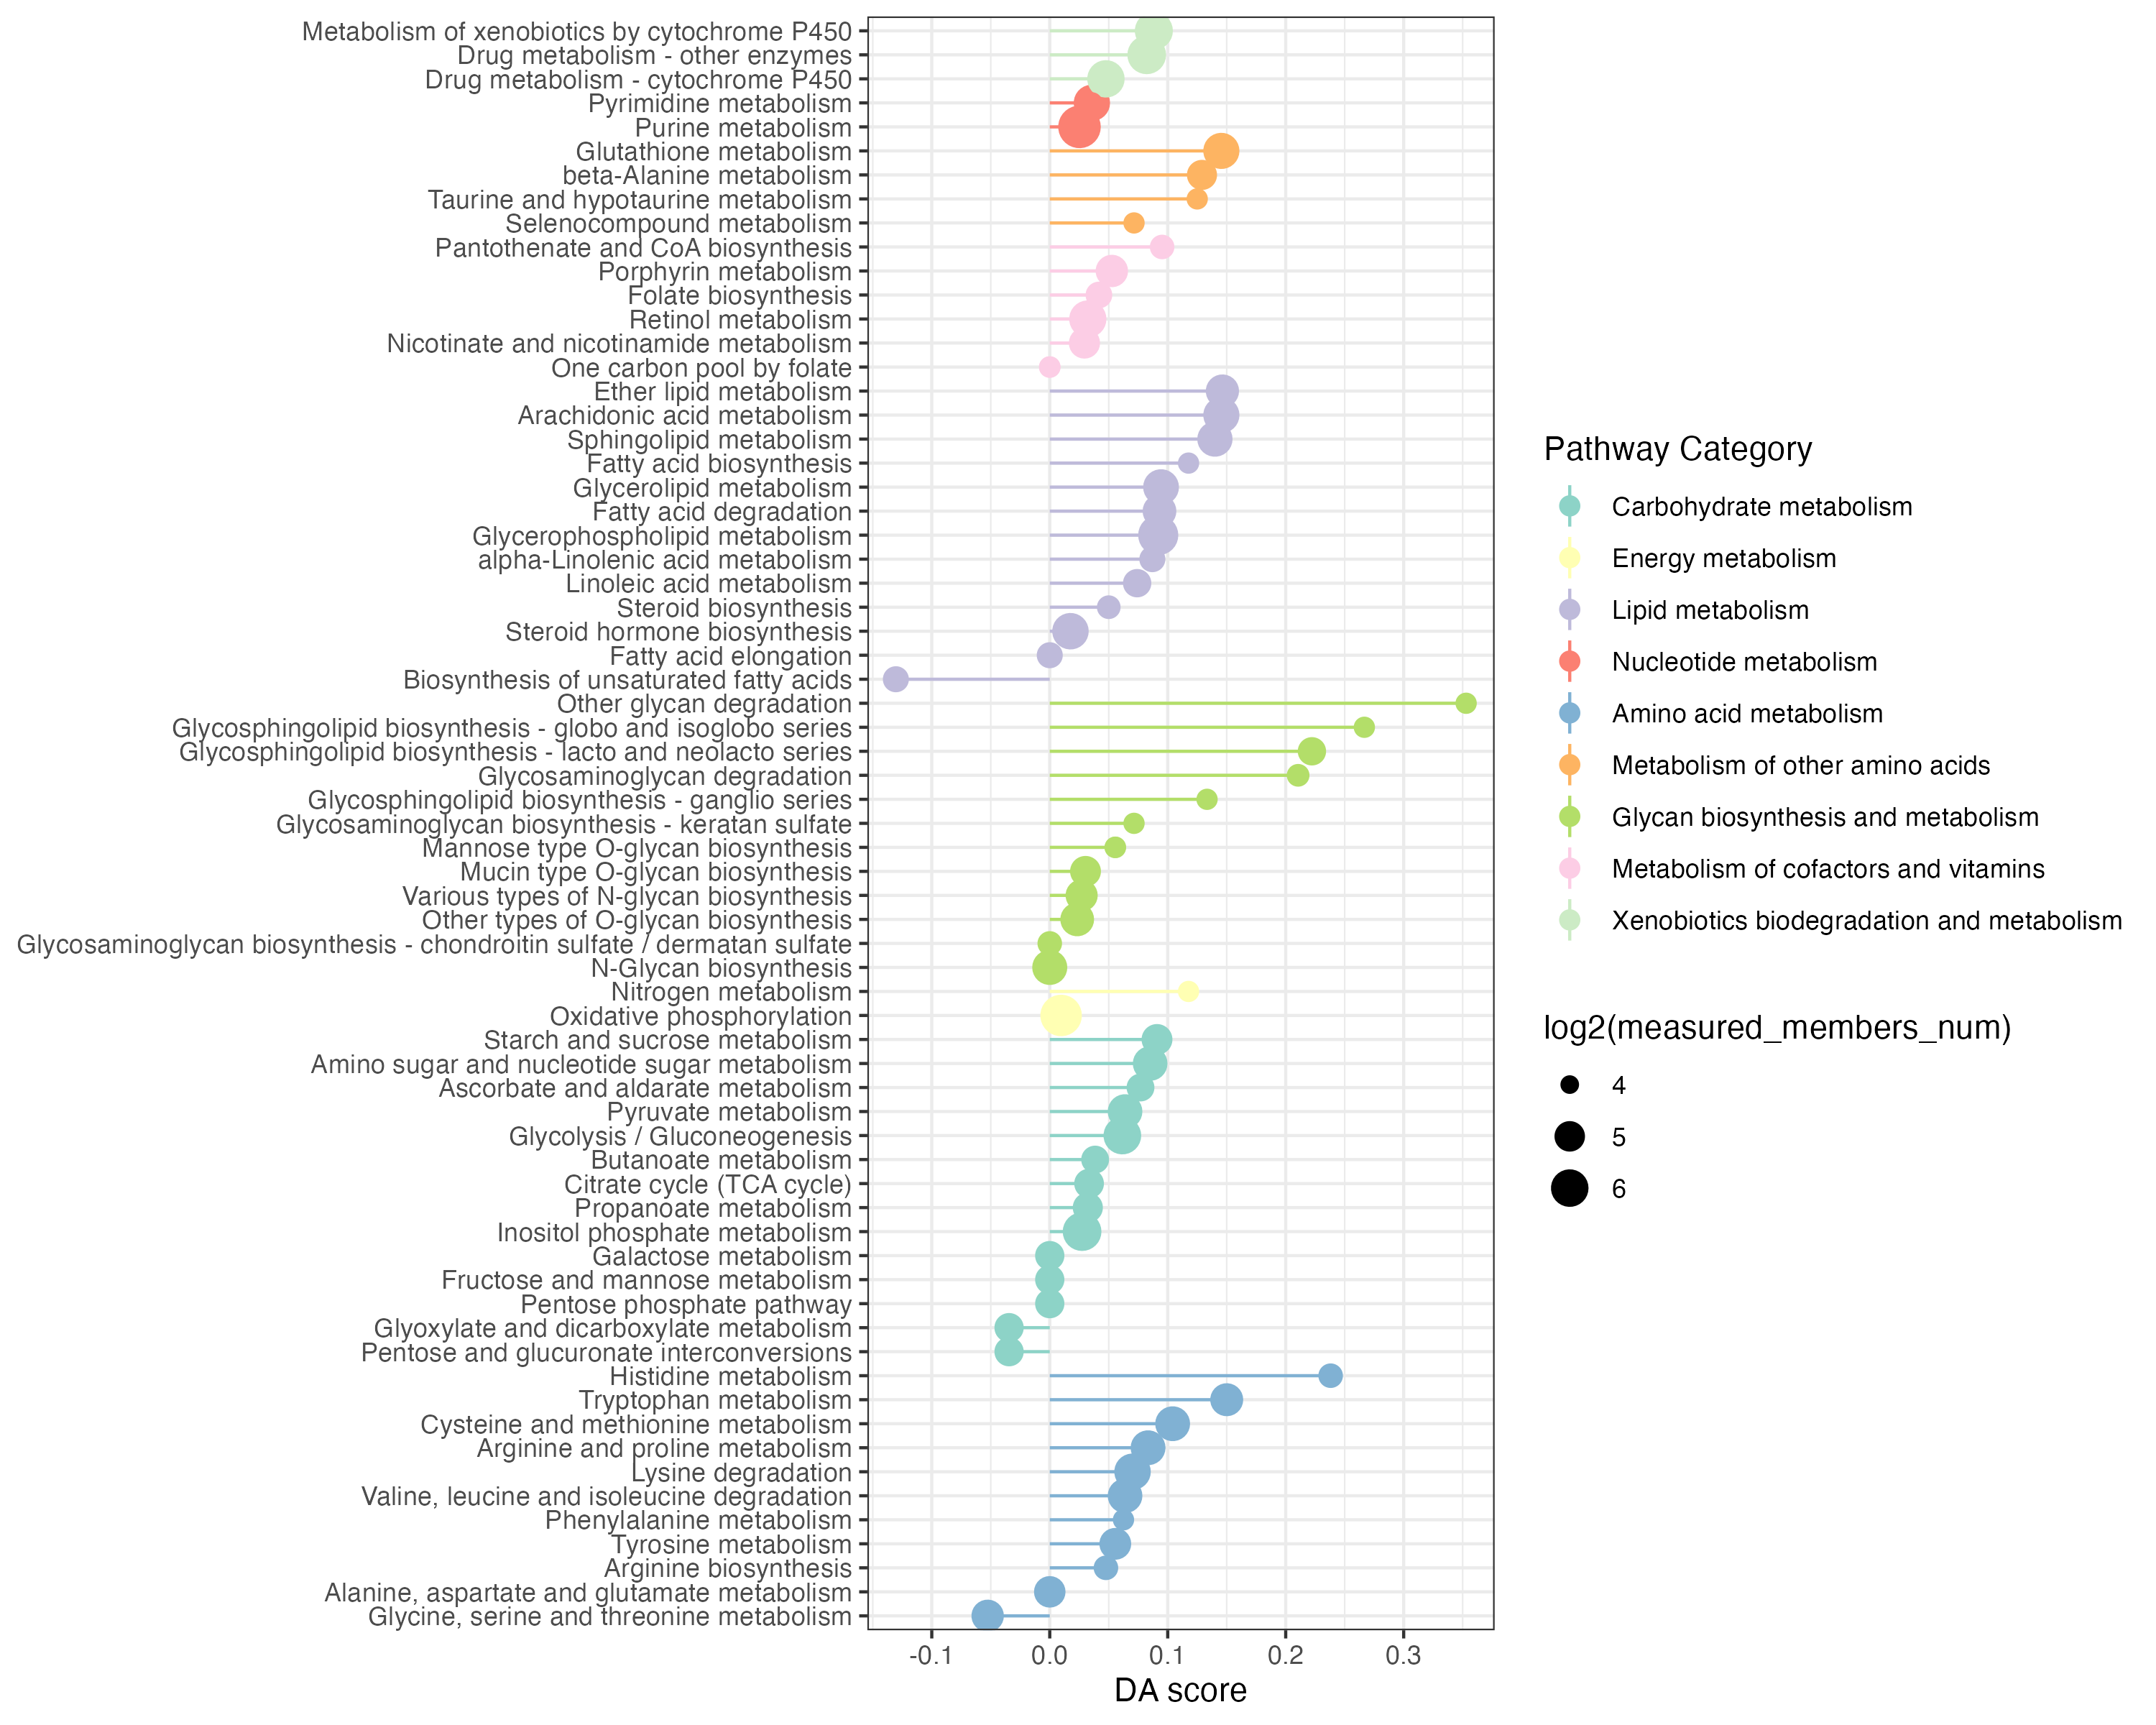 Metabolism of xenobiotics by cytochrome P450
Drug metabolism - other enzymes
Drug metabolism - cytochrome P450
Pyrimidine metabolism
Purine metabolism
Glutathione metabolism
beta-Alanine metabolism
Taurine and hypotaurine metabolism
Selenocompound metabolism
Pantothenate and CoA biosynthesis
Porphyrin metabolism
Folate biosynthesis
Retinol metabolism
Nicotinate and nicotinamide metabolism
One carbon pool by folate
Ether lipid metabolism
Arachidonic acid metabolism
Sphingolipid metabolism
Fatty acid biosynthesis
Glycerolipid metabolism
Fatty acid degradation
Glycerophospholipid metabolism
alpha-Linolenic acid metabolism
Linoleic acid metabolism
Steroid biosynthesis
Steroid hormone biosynthesis
Fatty acid elongation
Biosynthesis of unsaturated fatty acids
Other glycan degradation
Glycosphingolipid biosynthesis - globo and isoglobo series
Glycosphingolipid biosynthesis - lacto and neolacto series
Glycosaminoglycan degradation
Glycosphingolipid biosynthesis - ganglio series
Glycosaminoglycan biosynthesis - keratan sulfate
Mannose type O-glycan biosynthesis
Mucin type O-glycan biosynthesis
Various types of N-glycan biosynthesis
Other types of O-glycan biosynthesis
Glycosaminoglycan biosynthesis - chondroitin sulfate / dermatan sulfate
N-Glycan biosynthesis
Nitrogen metabolism
Oxidative phosphorylation
Starch and sucrose metabolism
Amino sugar and nucleotide sugar metabolism
Ascorbate and aldarate metabolism
Pyruvate metabolism
Glycolysis / Gluconeogenesis
Butanoate metabolism
Citrate cycle (TCA cycle)
Propanoate metabolism
Inositol phosphate metabolism
Galactose metabolism
Fructose and mannose metabolism
Pentose phosphate pathway
Glyoxylate and dicarboxylate metabolism
Pentose and glucuronate interconversions
Histidine metabolism
Tryptophan metabolism
Cysteine and methionine metabolism
Arginine and proline metabolism
Lysine degradation
Valine, leucine and isoleucine degradation
Phenylalanine metabolism
Tyrosine metabolism
Arginine biosynthesis
Alanine, aspartate and glutamate metabolism
Glycine, serine and threonine metabolism
-0.1 0.0 0.1 0.2 0.3
DA score
Pathway Category
Carbohydrate metabolism
Energy metabolism
Lipid metabolism
Nucleotide metabolism
Amino acid metabolism
Metabolism of other amino acids
Glycan biosynthesis and metabolism
Metabolism of cofactors and vitamins
Xenobiotics biodegradation and metabolism
log2(measured_members_num)
4
5
6